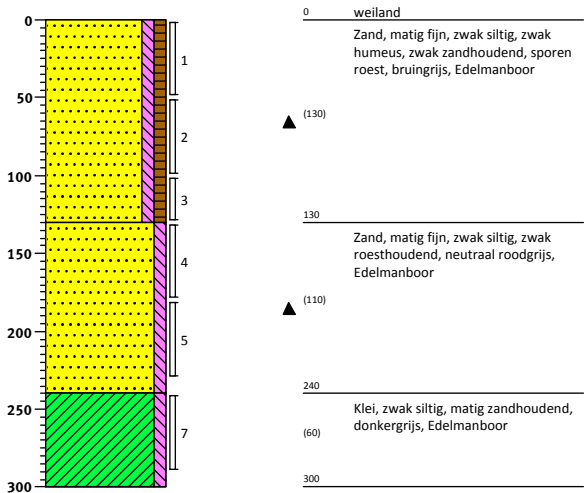 0
50
100
150
200
250
300
1
2
3
4
5
7
0 weiland
Zand, matig fijn, zwak siltig, zwak
humeus, zwak zandhoudend, sporen
roest, bruingrijs, Edelmanboor
(130)
130
Zand, matig fijn, zwak siltig, zwak
roesthoudend, neutraal roodgrijs,
Edelmanboor
(110)
240
Klei, zwak siltig, matig zandhoudend,
donkergrijs, Edelmanboor
(60)
300